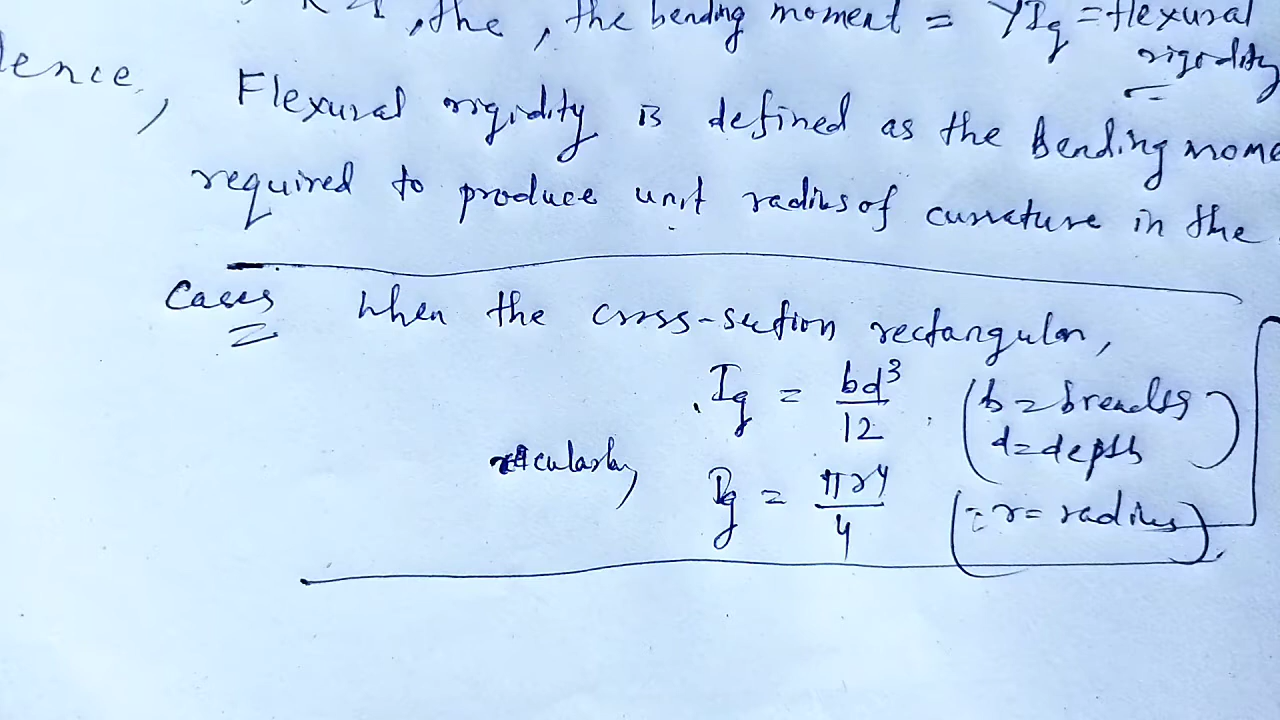 , the , the bending moment = YIg = flexural
rigidity
Hence, Flexural rigidity is defined as the Bending mome
required to produce unit radius of curvature in the
Cases When the cross-section rectangular,
Ig = bd³/12 (b = breadth
d = depth)
Ig = πr⁴/4 (∵ r = radius).